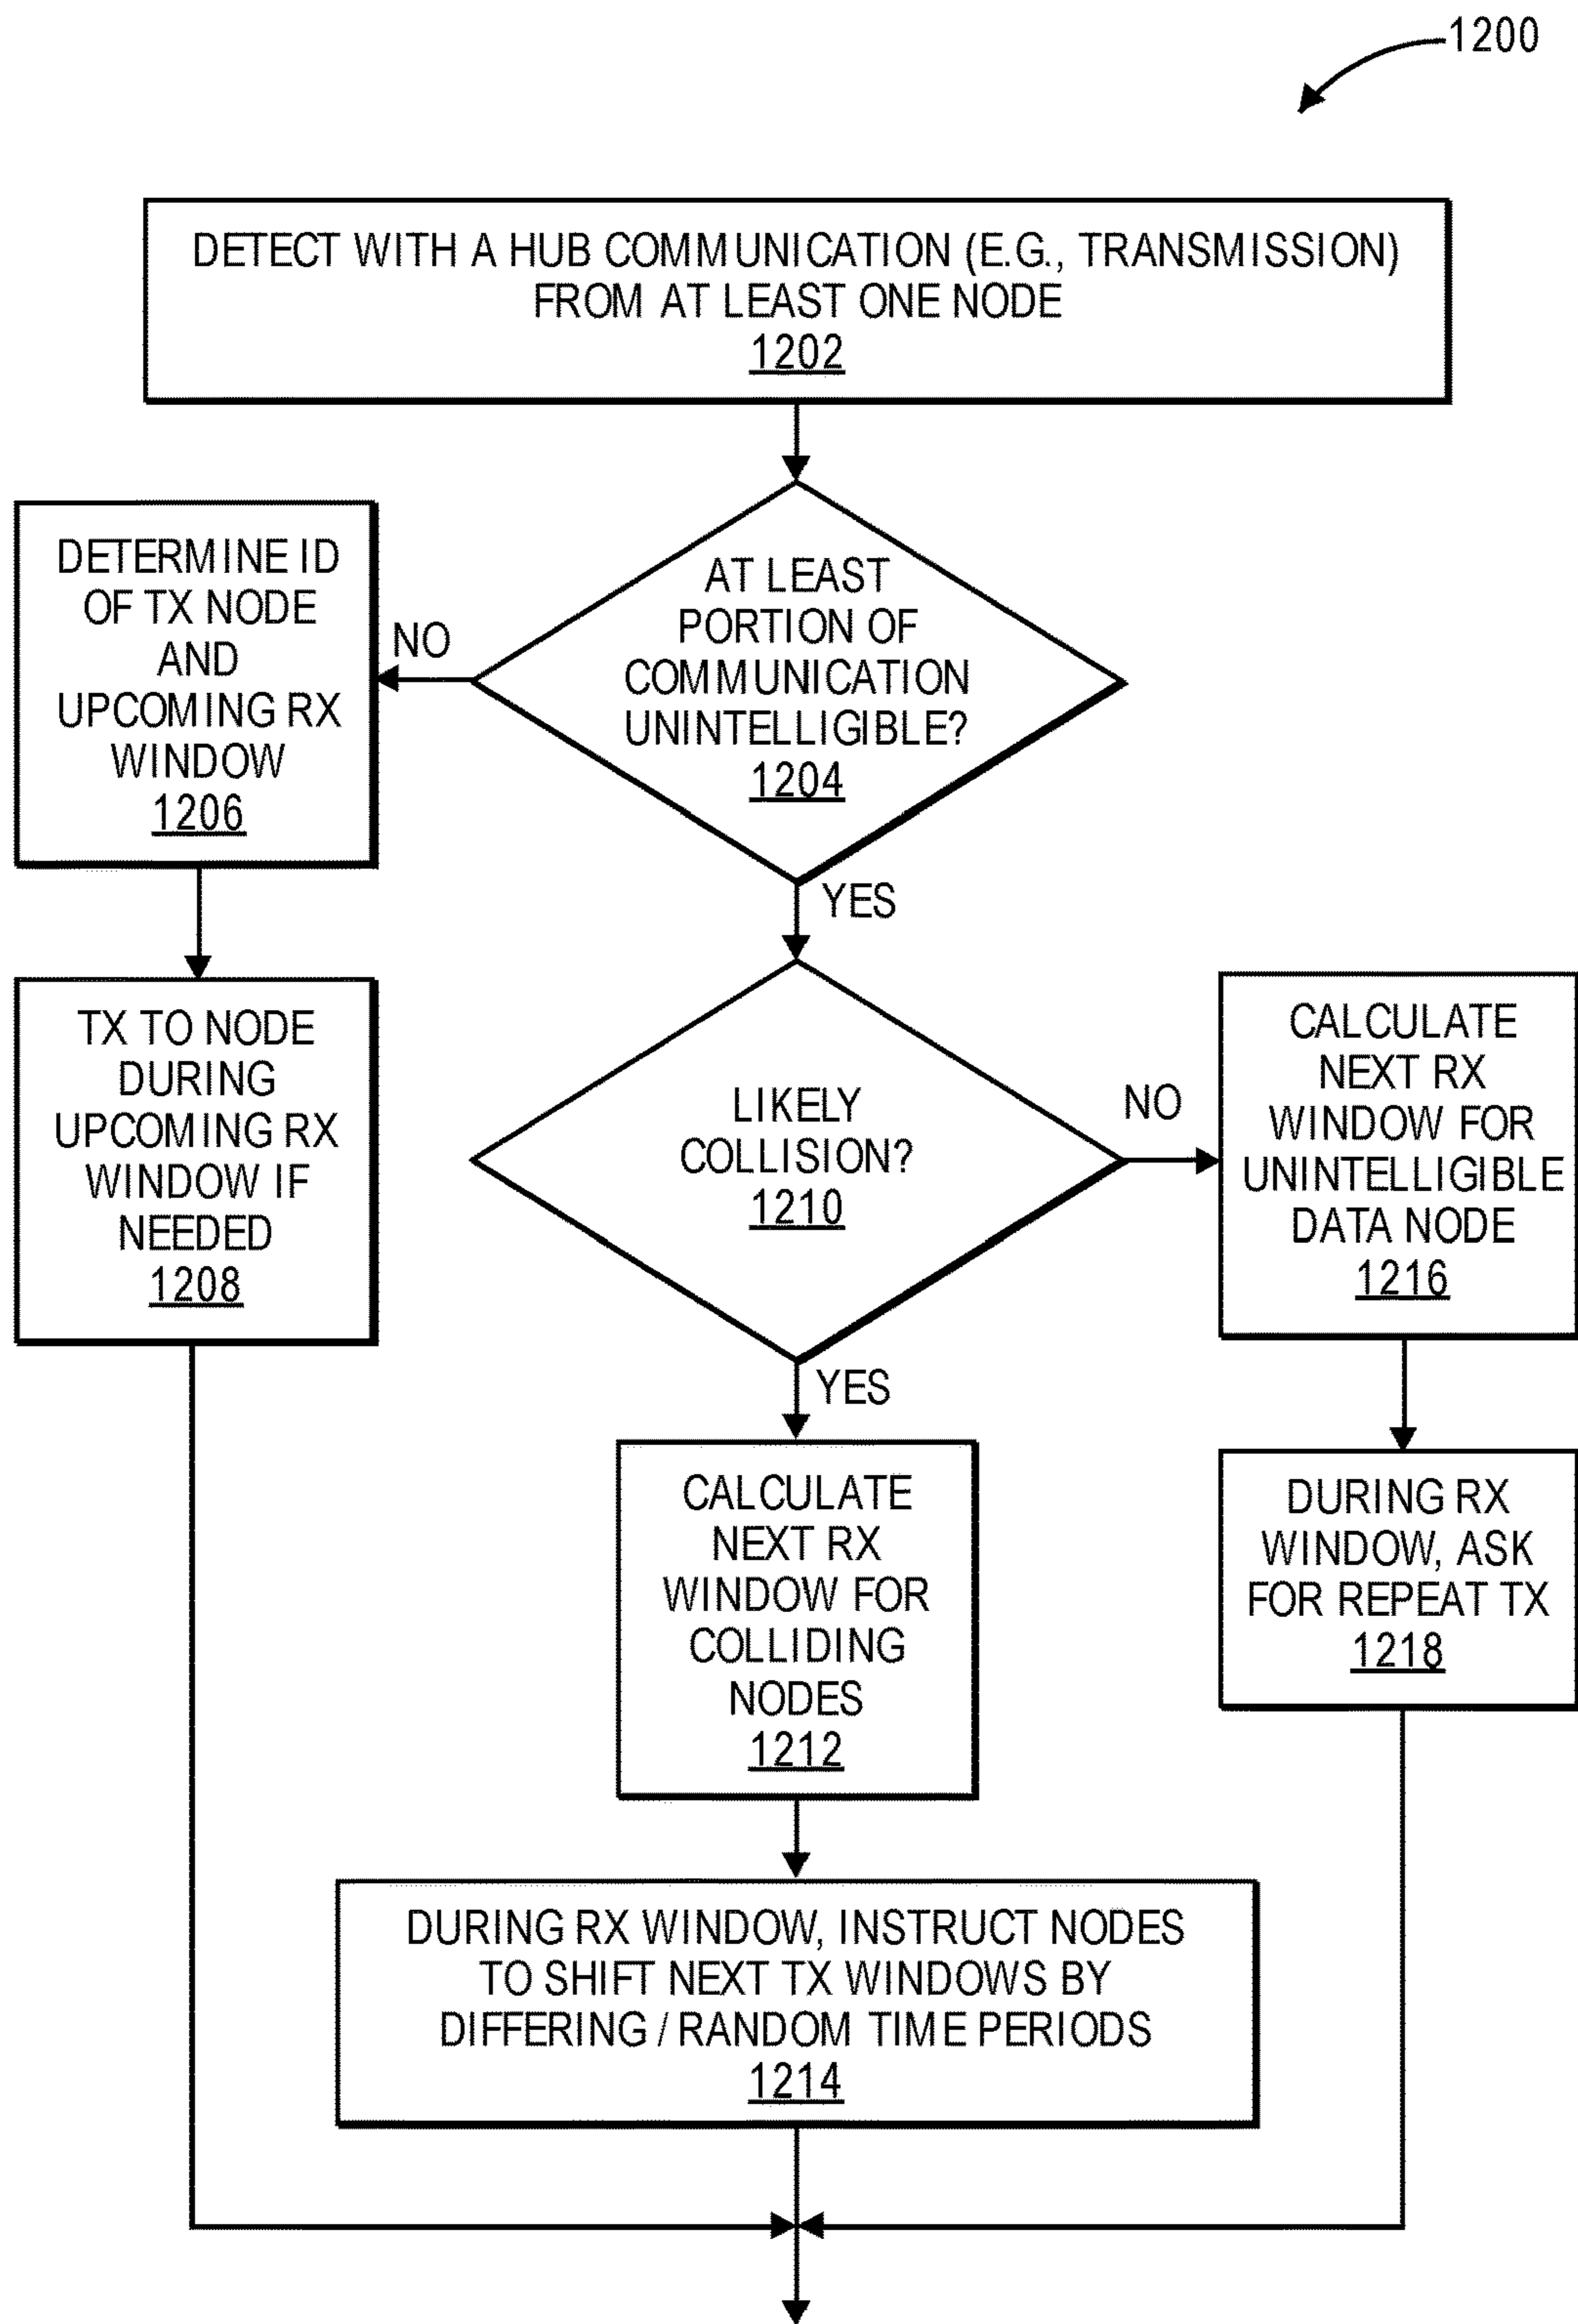 1200
DETECT WITH A HUB COMMUNICATION (E.G., TRANSMISSION)
FROM AT LEAST ONE NODE
1202
AT LEAST
PORTION OF
COMMUNICATION
UNINTELLIGIBLE?
1204
NO
DETERMINE ID
OF TX NODE
AND
UPCOMING RX
WINDOW
1206
TX TO NODE
DURING
UPCOMING RX
WINDOW IF
NEEDED
1208
YES
LIKELY
COLLISION?
1210
NO
CALCULATE
NEXT RX
WINDOW FOR
UNINTELLIGIBLE
DATA NODE
1216
DURING RX
WINDOW, ASK
FOR REPEAT TX
1218
YES
CALCULATE
NEXT RX
WINDOW FOR
COLLIDING
NODES
1212
DURING RX WINDOW, INSTRUCT NODES
TO SHIFT NEXT TX WINDOWS BY
DIFFERING / RANDOM TIME PERIODS
1214